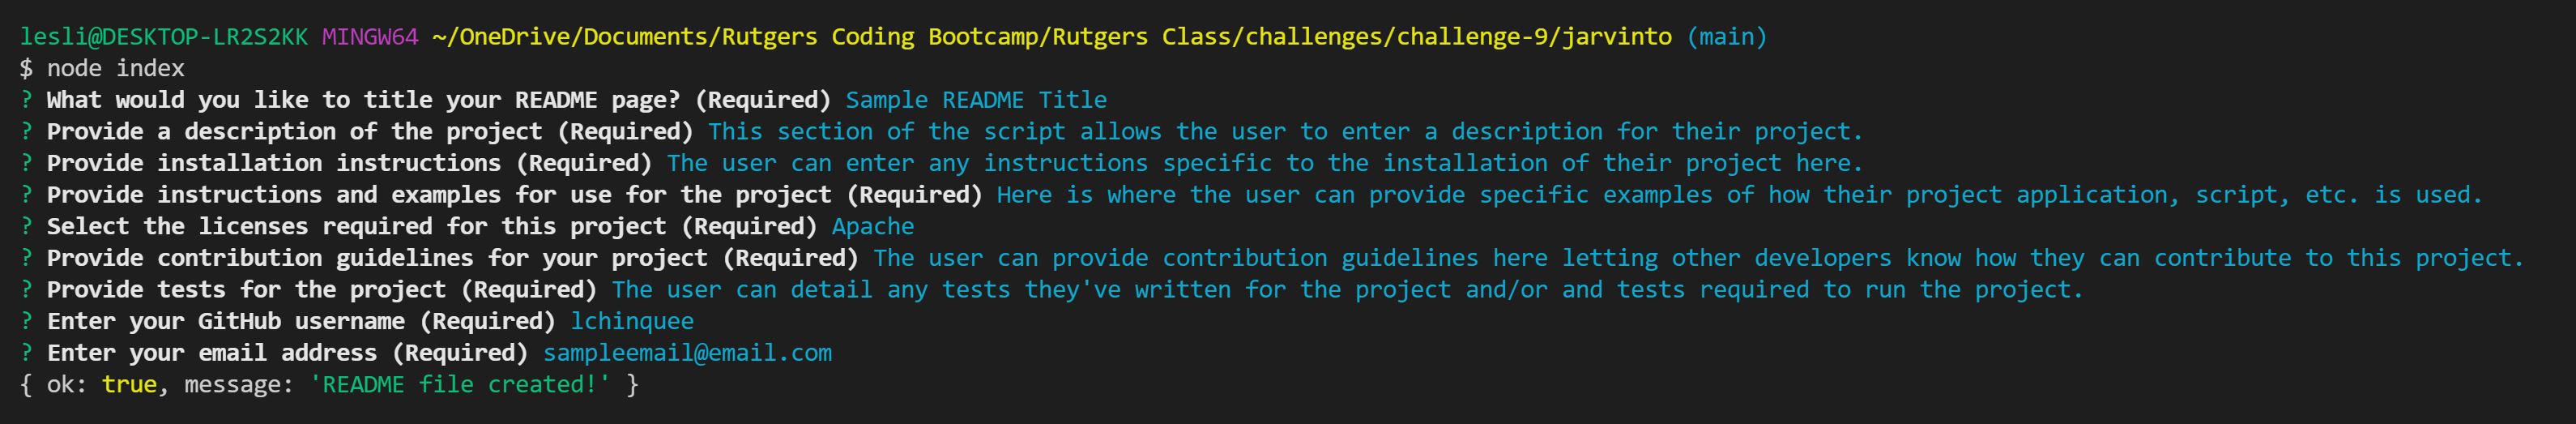 lesli@DESKTOP-LR2S2KK MINGW64 ~/OneDrive/Documents/Rutgers Coding Bootcamp/Rutgers Class/challenges/challenge-9/jarvinto (main)
$ node index
? What would you like to title your README page? (Required) Sample README Title
? Provide a description of the project (Required) This section of the script allows the user to enter a description for their project.
? Provide installation instructions (Required) The user can enter any instructions specific to the installation of their project here.
? Provide instructions and examples for use for the project (Required) Here is where the user can provide specific examples of how their project application, script, etc. is used.
? Select the licenses required for this project (Required) Apache
? Provide contribution guidelines for your project (Required) The user can provide contribution guidelines here letting other developers know how they can contribute to this project.
? Provide tests for the project (Required) The user can detail any tests they've written for the project and/or and tests required to run the project.
? Enter your GitHub username (Required) lchinquee
? Enter your email address (Required) sampleemail@email.com
{ ok: true, message: 'README file created!' }